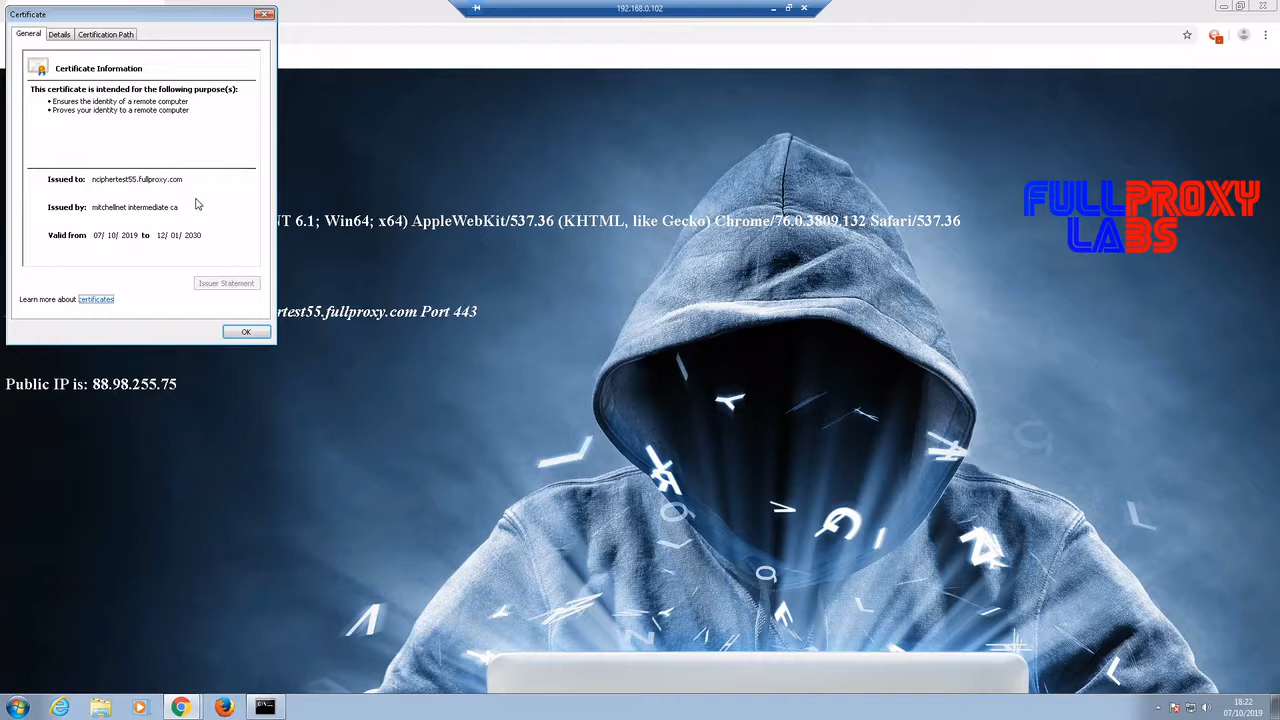 192.168.0.102
Certificate
General
Details
Certification Path
Certificate Information
This certificate is intended for the following purpose(s):
• Ensures the identity of a remote computer
• Proves your identity to a remote computer
Issued to: nciphertest55.fullproxy.com
Issued by: mitchellnet intermediate ca
Valid from 07/ 10/ 2019 to 12/ 01/ 2030
Issuer Statement
Learn more about certificates
OK
NT 6.1; Win64; x64) AppleWebKit/537.36 (KHTML, like Gecko) Chrome/76.0.3809.132 Safari/537.36
rtest55.fullproxy.com Port 443
Public IP is: 88.98.255.75
FULLPROXY
LABS
18:22
07/10/2019